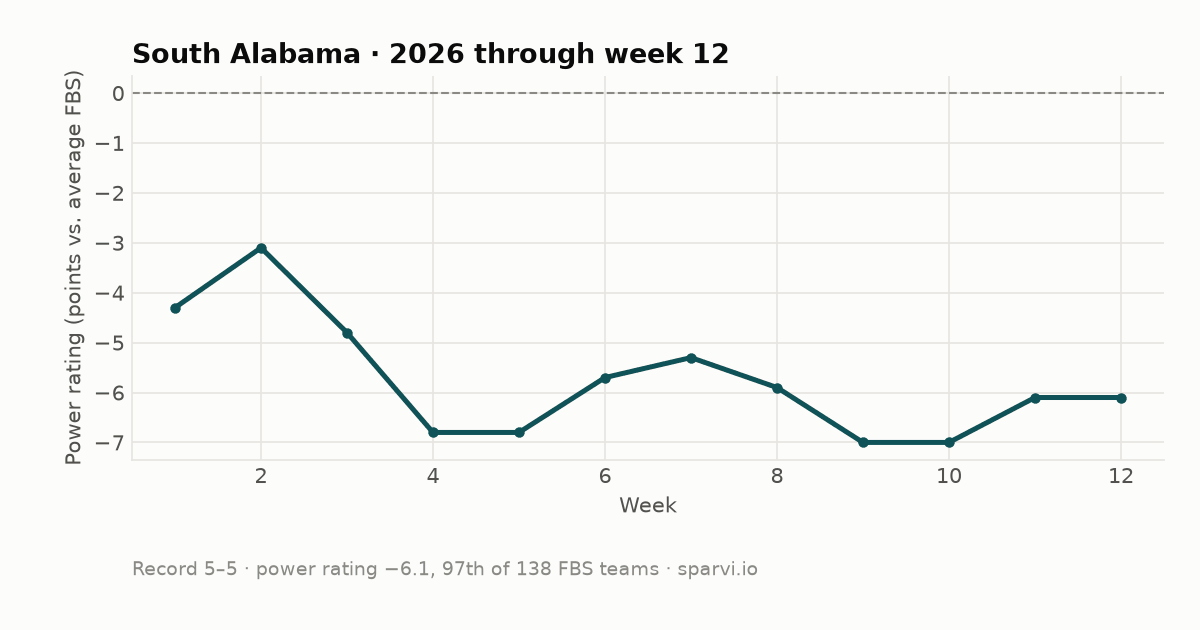 South Alabama · 2026 through week 12
Power rating (points vs. average FBS)
0
−1
−2
−3
−4
−5
−6
−7
2 4 6 8 10 12
Week
Record 5–5 · power rating −6.1, 97th of 138 FBS teams · sparvi.io